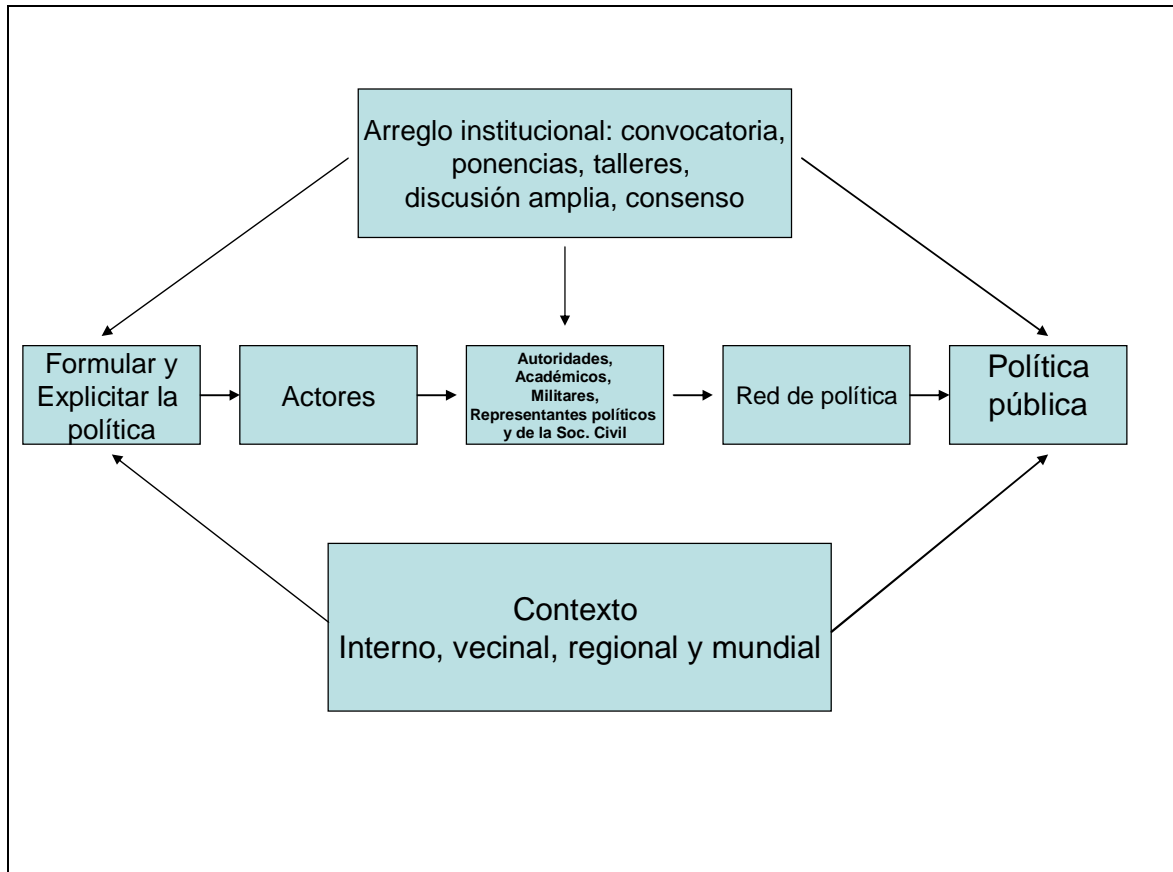 Arreglo institucional: convocatoria,
ponencias, talleres,
discusión amplia, consenso
Formular y
Explicitar la
política
Actores
Autoridades,
Académicos,
Militares,
Representantes políticos
y de la Soc. Civil
Red de política
Política
pública
Contexto
Interno, vecinal, regional y mundial